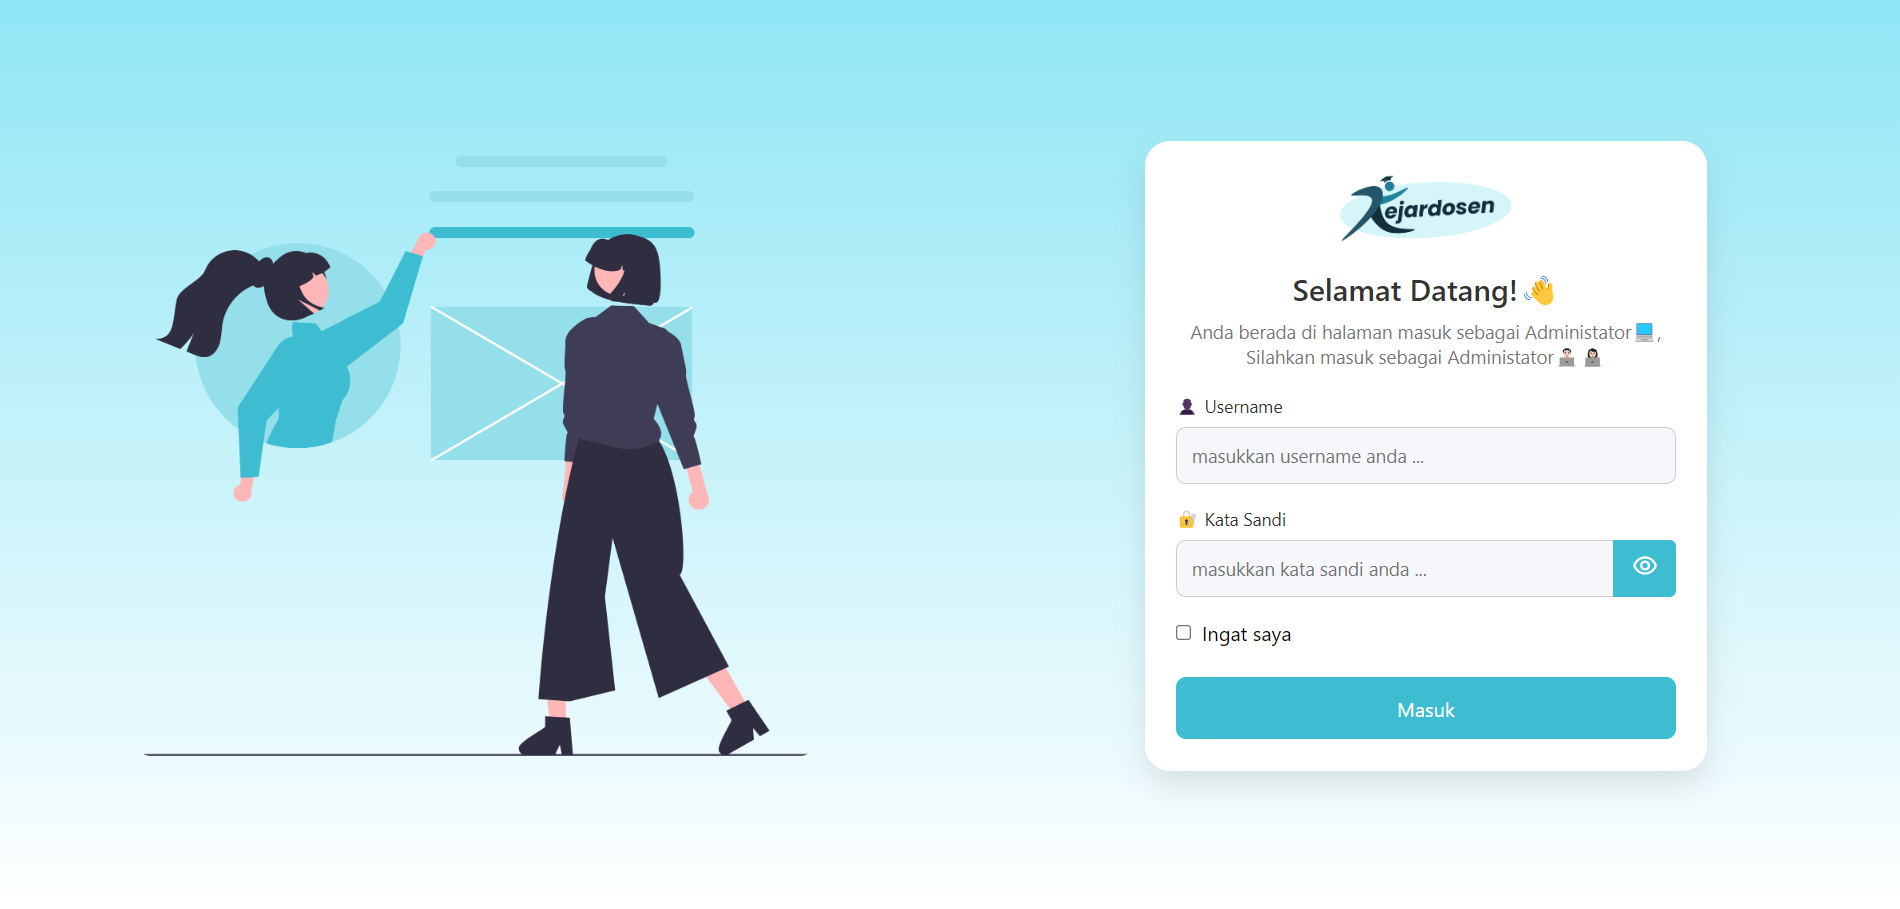 Kejardosen
Selamat Datang! 👋
Anda berada di halaman masuk sebagai Administator 💻,
Silahkan masuk sebagai Administator 👨🏻‍💻 👩🏻‍💻
👤 Username
masukkan username anda ...
🔐 Kata Sandi
masukkan kata sandi anda ...
Ingat saya
Masuk